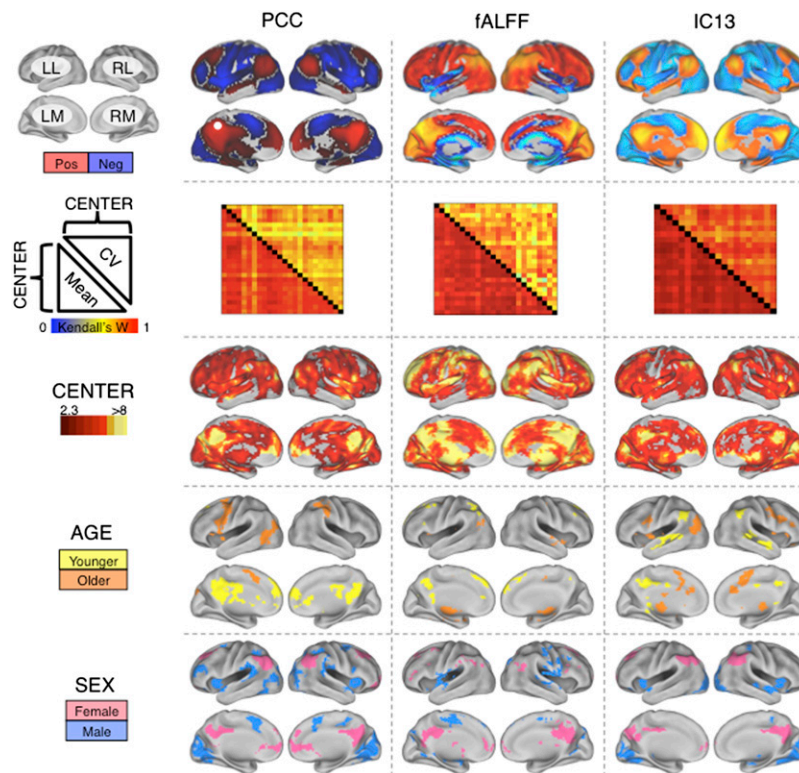 PCC fALFF IC13
LL RL
LM RM
Pos Neg
CENTER
CENTER
CV
Mean
0 Kendall's W 1
CENTER
2.3 >8
AGE
Younger
Older
SEX
Female
Male